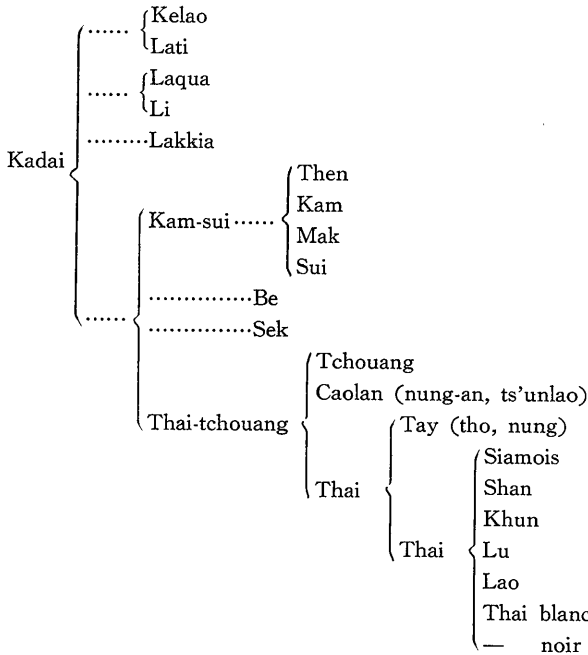 Kelao
Lati
Laqua
Li
Lakkia
Kadai
Then
Kam
Kam-sui
Mak
Sui
Be
Sek
Tchouang
Caolan (nung-an, ts'unlao)
Thai-tchouang
Tay (tho, nung)
Siamois
Thai
Shan
Khun
Thai
Lu
Lao
Thai blanc
— noir